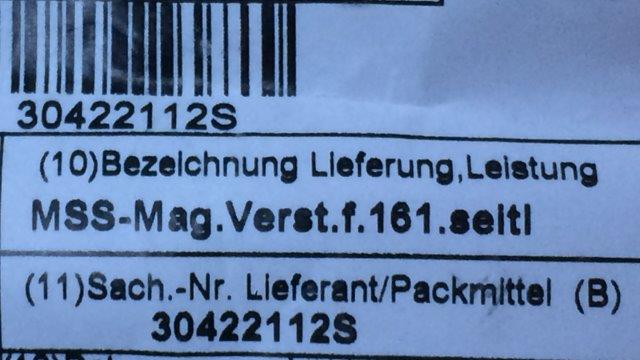 30422112S
(10)Bezeichnung Lieferung,Leistung
MSS-Mag.Verst.f.161.seitl
(11)Sach.-Nr. Lieferant/Packmittel (B)
30422112S